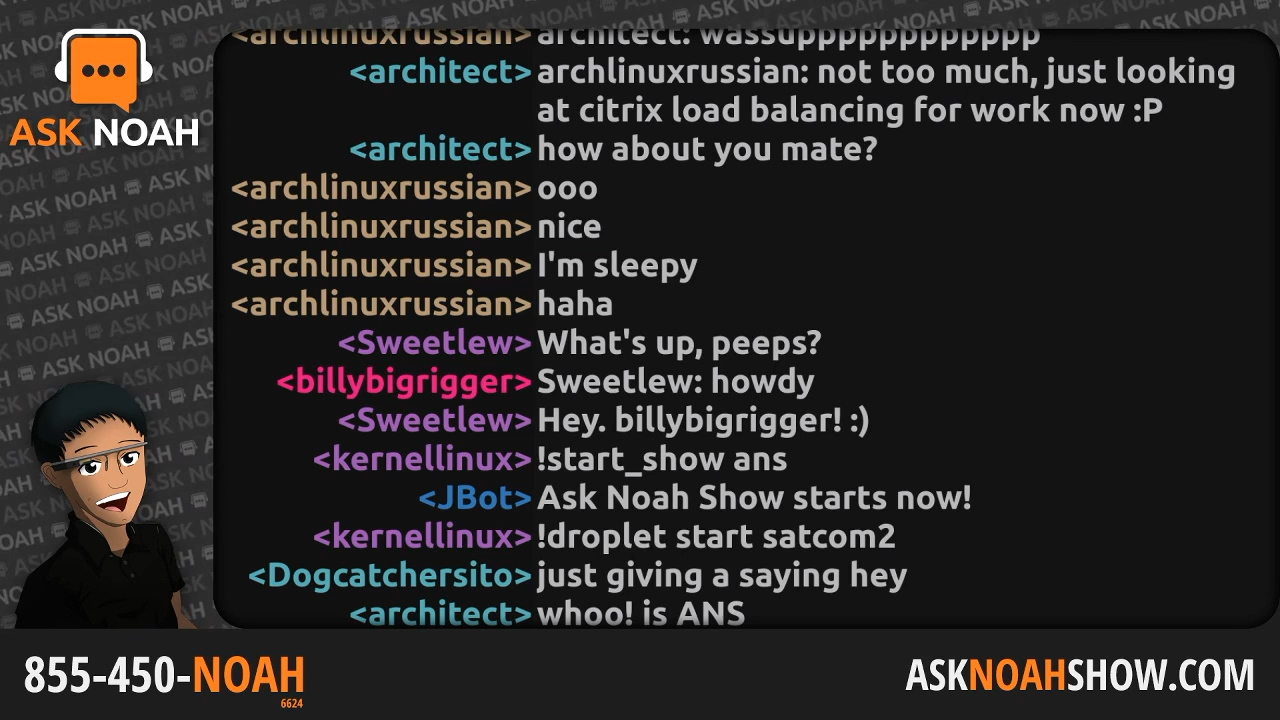 ASK NOAH
<archlinuxrussian> architect: wassupppppppppppp
<architect> archlinuxrussian: not too much, just looking
at citrix load balancing for work now :P
<architect> how about you mate?
<archlinuxrussian> ooo
<archlinuxrussian> nice
<archlinuxrussian> I'm sleepy
<archlinuxrussian> haha
<Sweetlew> What's up, peeps?
<billybigrigger> Sweetlew: howdy
<Sweetlew> Hey. billybigrigger! :)
<kernellinux> !start_show ans
<JBot> Ask Noah Show starts now!
<kernellinux> !droplet start satcom2
<Dogcatchersito> just giving a saying hey
<architect> whoo! is ANS
855-450-NOAH
6624
ASKNOAHSHOW.COM